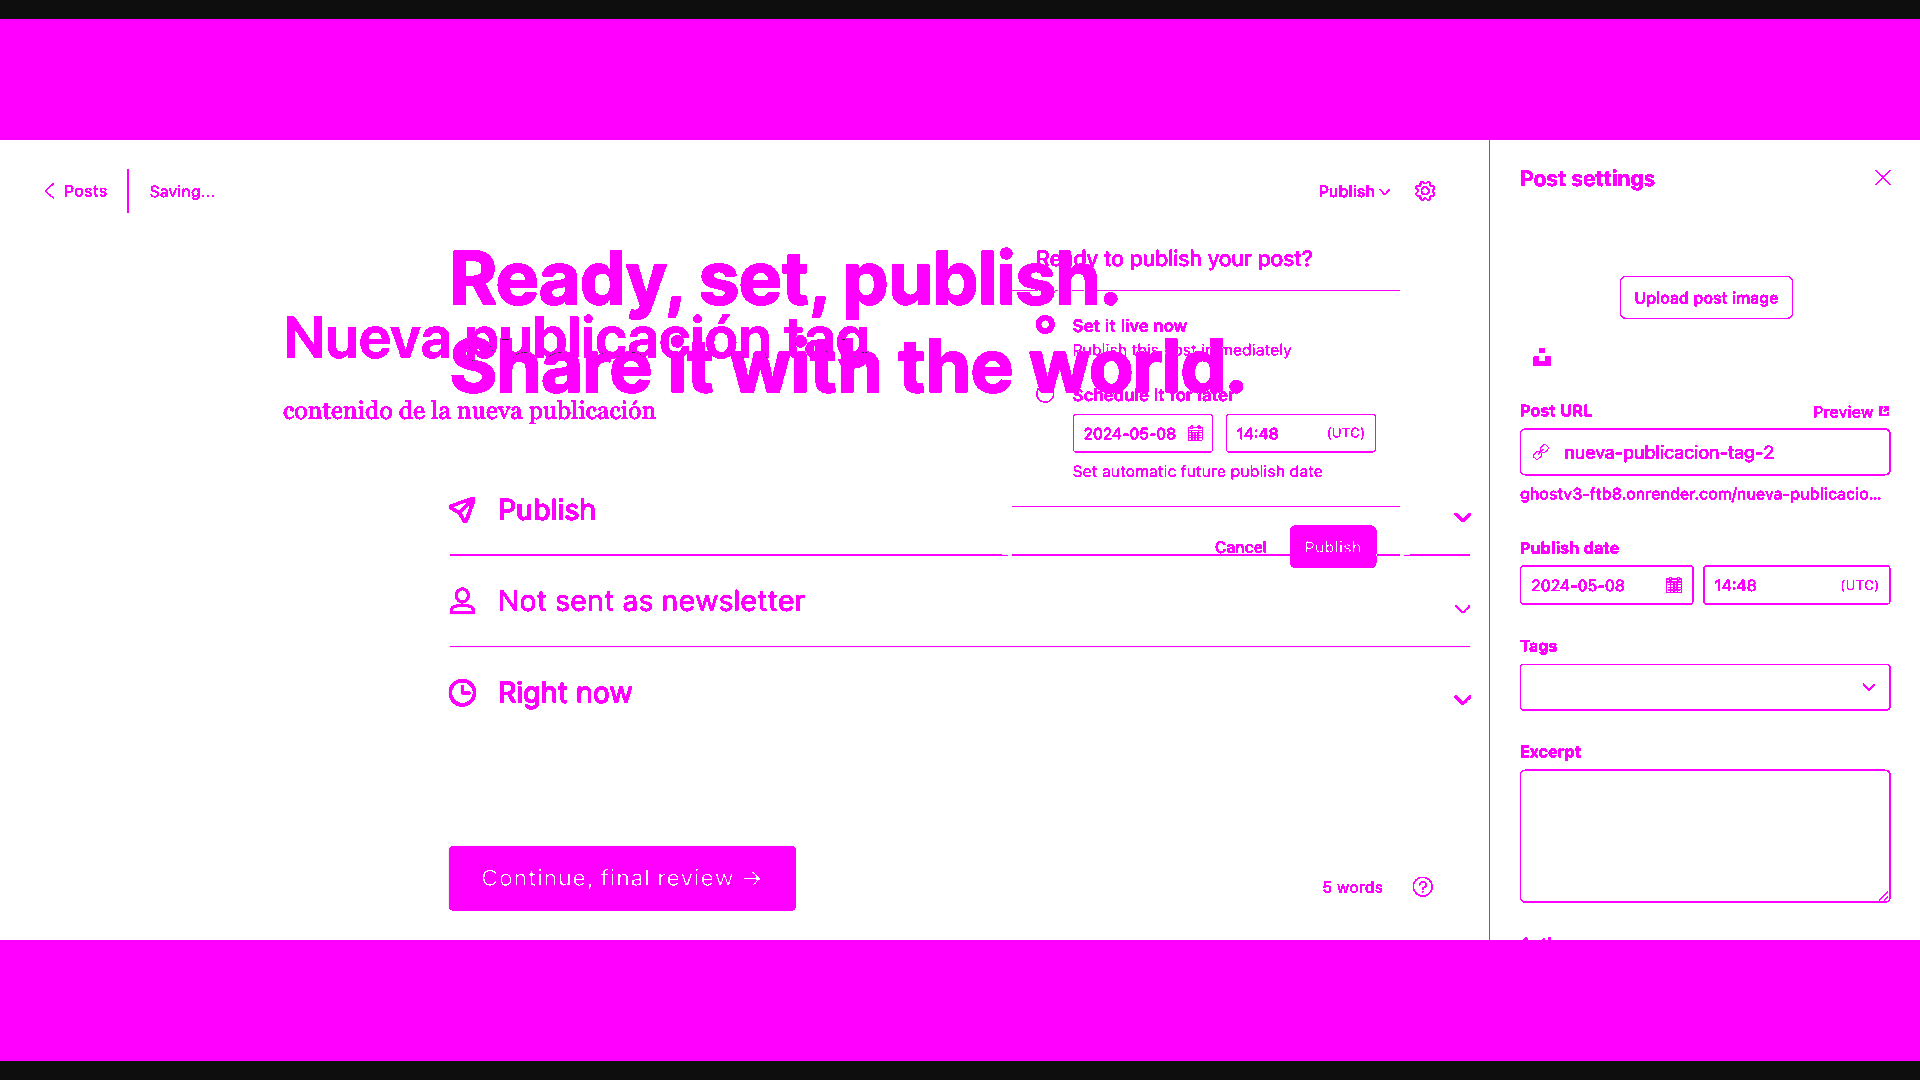 Posts
Saving...
Publish
Ready, set, publish.
Share it with the world.
Nueva publicación tag
contenido de la nueva publicación
Ready to publish your post?
Set it live now
Publish this post immediately
Schedule it for later
2024-05-08
14:48
(UTC)
Set automatic future publish date
Cancel
Publish
Publish
Not sent as newsletter
Right now
Continue, final review →
5 words
Post settings
Upload post image
Post URL
Preview
nueva-publicacion-tag-2
ghostv3-ftb8.onrender.com/nueva-publicacio...
Publish date
2024-05-08
14:48
(UTC)
Tags
Excerpt